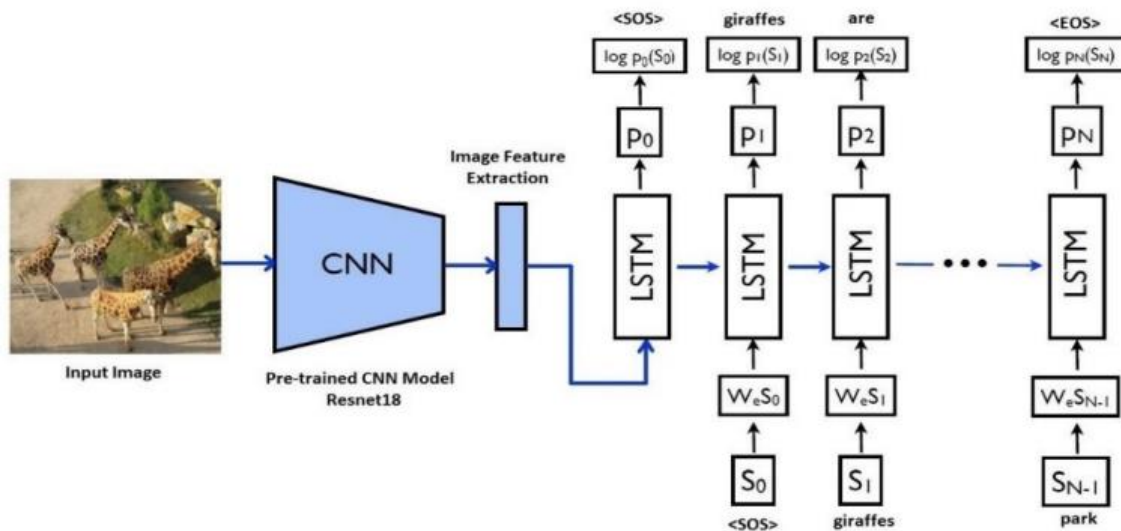 <SOS>
giraffes
are
<EOS>
log p₀(S₀)
log p₁(S₁)
log p₂(S₂)
log pN(SN)
p₀
p₁
p₂
pN
Image Feature
Extraction
CNN
LSTM
LSTM
LSTM
LSTM
Input Image
Pre-trained CNN Model
Resnet18
WₑS₀
WₑS₁
WₑSN-1
S₀
S₁
SN-1
<SOS>
giraffes
park